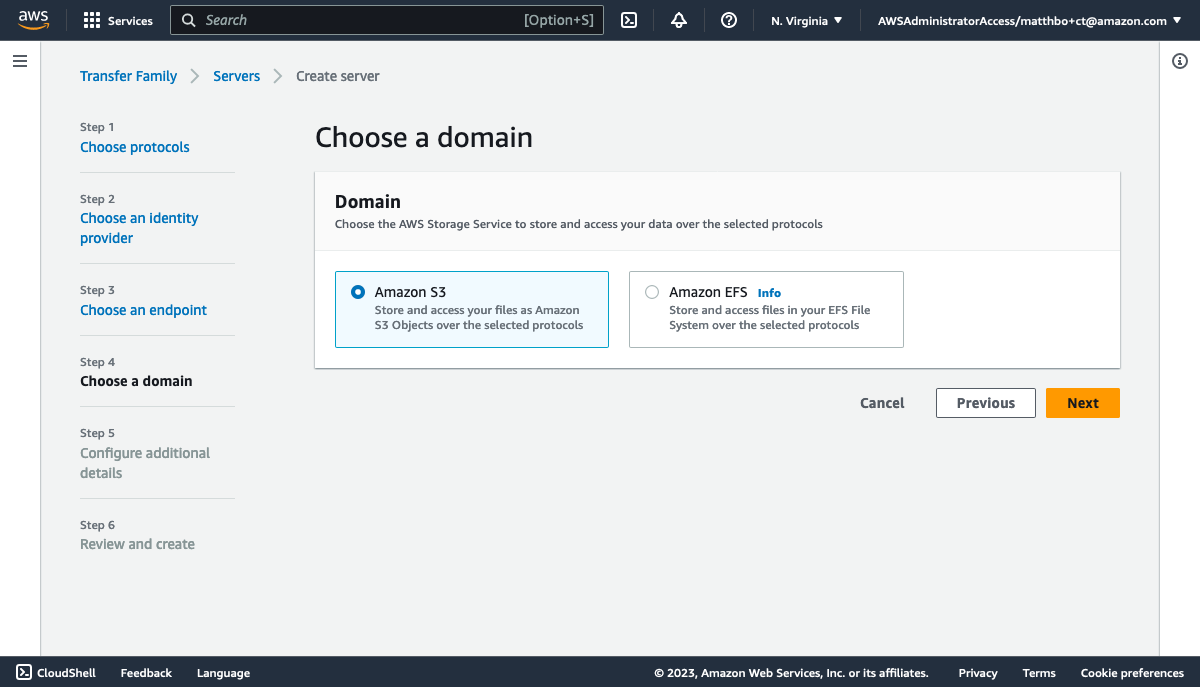 aws
Services
Search [Option+S]
N. Virginia
AWSAdministratorAccess/matthbo+ct@amazon.com
Transfer Family
Servers
Create server
Step 1
Choose protocols
Step 2
Choose an identity
provider
Step 3
Choose an endpoint
Step 4
Choose a domain
Step 5
Configure additional
details
Step 6
Review and create
Choose a domain
Domain
Choose the AWS Storage Service to store and access your data over the selected protocols
Amazon S3
Store and access your files as Amazon
S3 Objects over the selected protocols
Amazon EFS Info
Store and access files in your EFS File
System over the selected protocols
Cancel
Previous
Next
CloudShell
Feedback
Language
© 2023, Amazon Web Services, Inc. or its affiliates.
Privacy
Terms
Cookie preferences